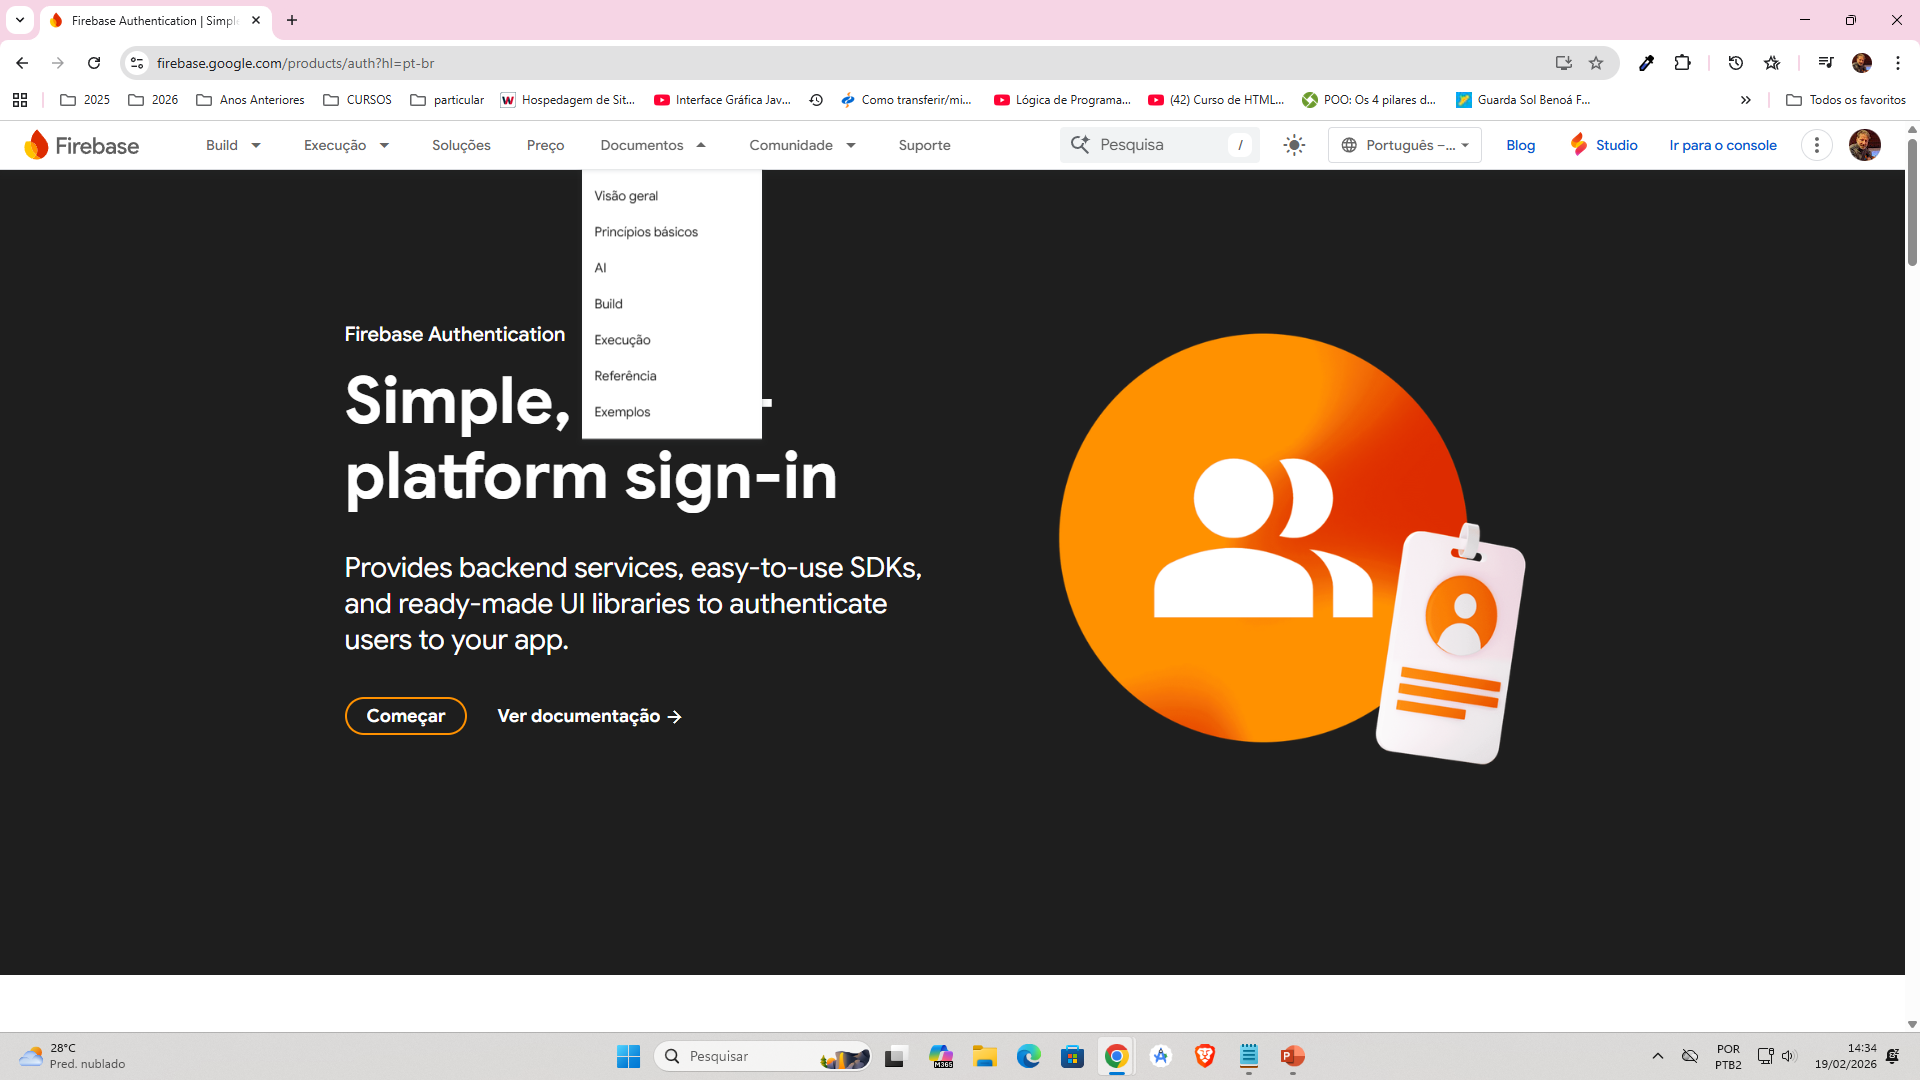 Firebase Authentication | Simple
firebase.google.com/products/auth?hl=pt-br
2025
2026
Anos Anteriores
CURSOS
particular
Hospedagem de Sit...
Interface Gráfica Jav...
Como transferir/mi...
Lógica de Programa...
(42) Curso de HTML...
POO: Os 4 pilares d...
Guarda Sol Benoá F...
Todos os favoritos
Firebase
Build
Execução
Soluções
Preço
Documentos
Comunidade
Suporte
Pesquisa
/
Português –...
Blog
Studio
Ir para o console
Visão geral
Princípios básicos
AI
Build
Execução
Referência
Exemplos
Firebase Authentication
Simple, -
platform sign-in
Provides backend services, easy-to-use SDKs,
and ready-made UI libraries to authenticate
users to your app.
Começar
Ver documentação →
28°C
Pred. nublado
Pesquisar
M365
POR
PTB2
14:34
19/02/2026